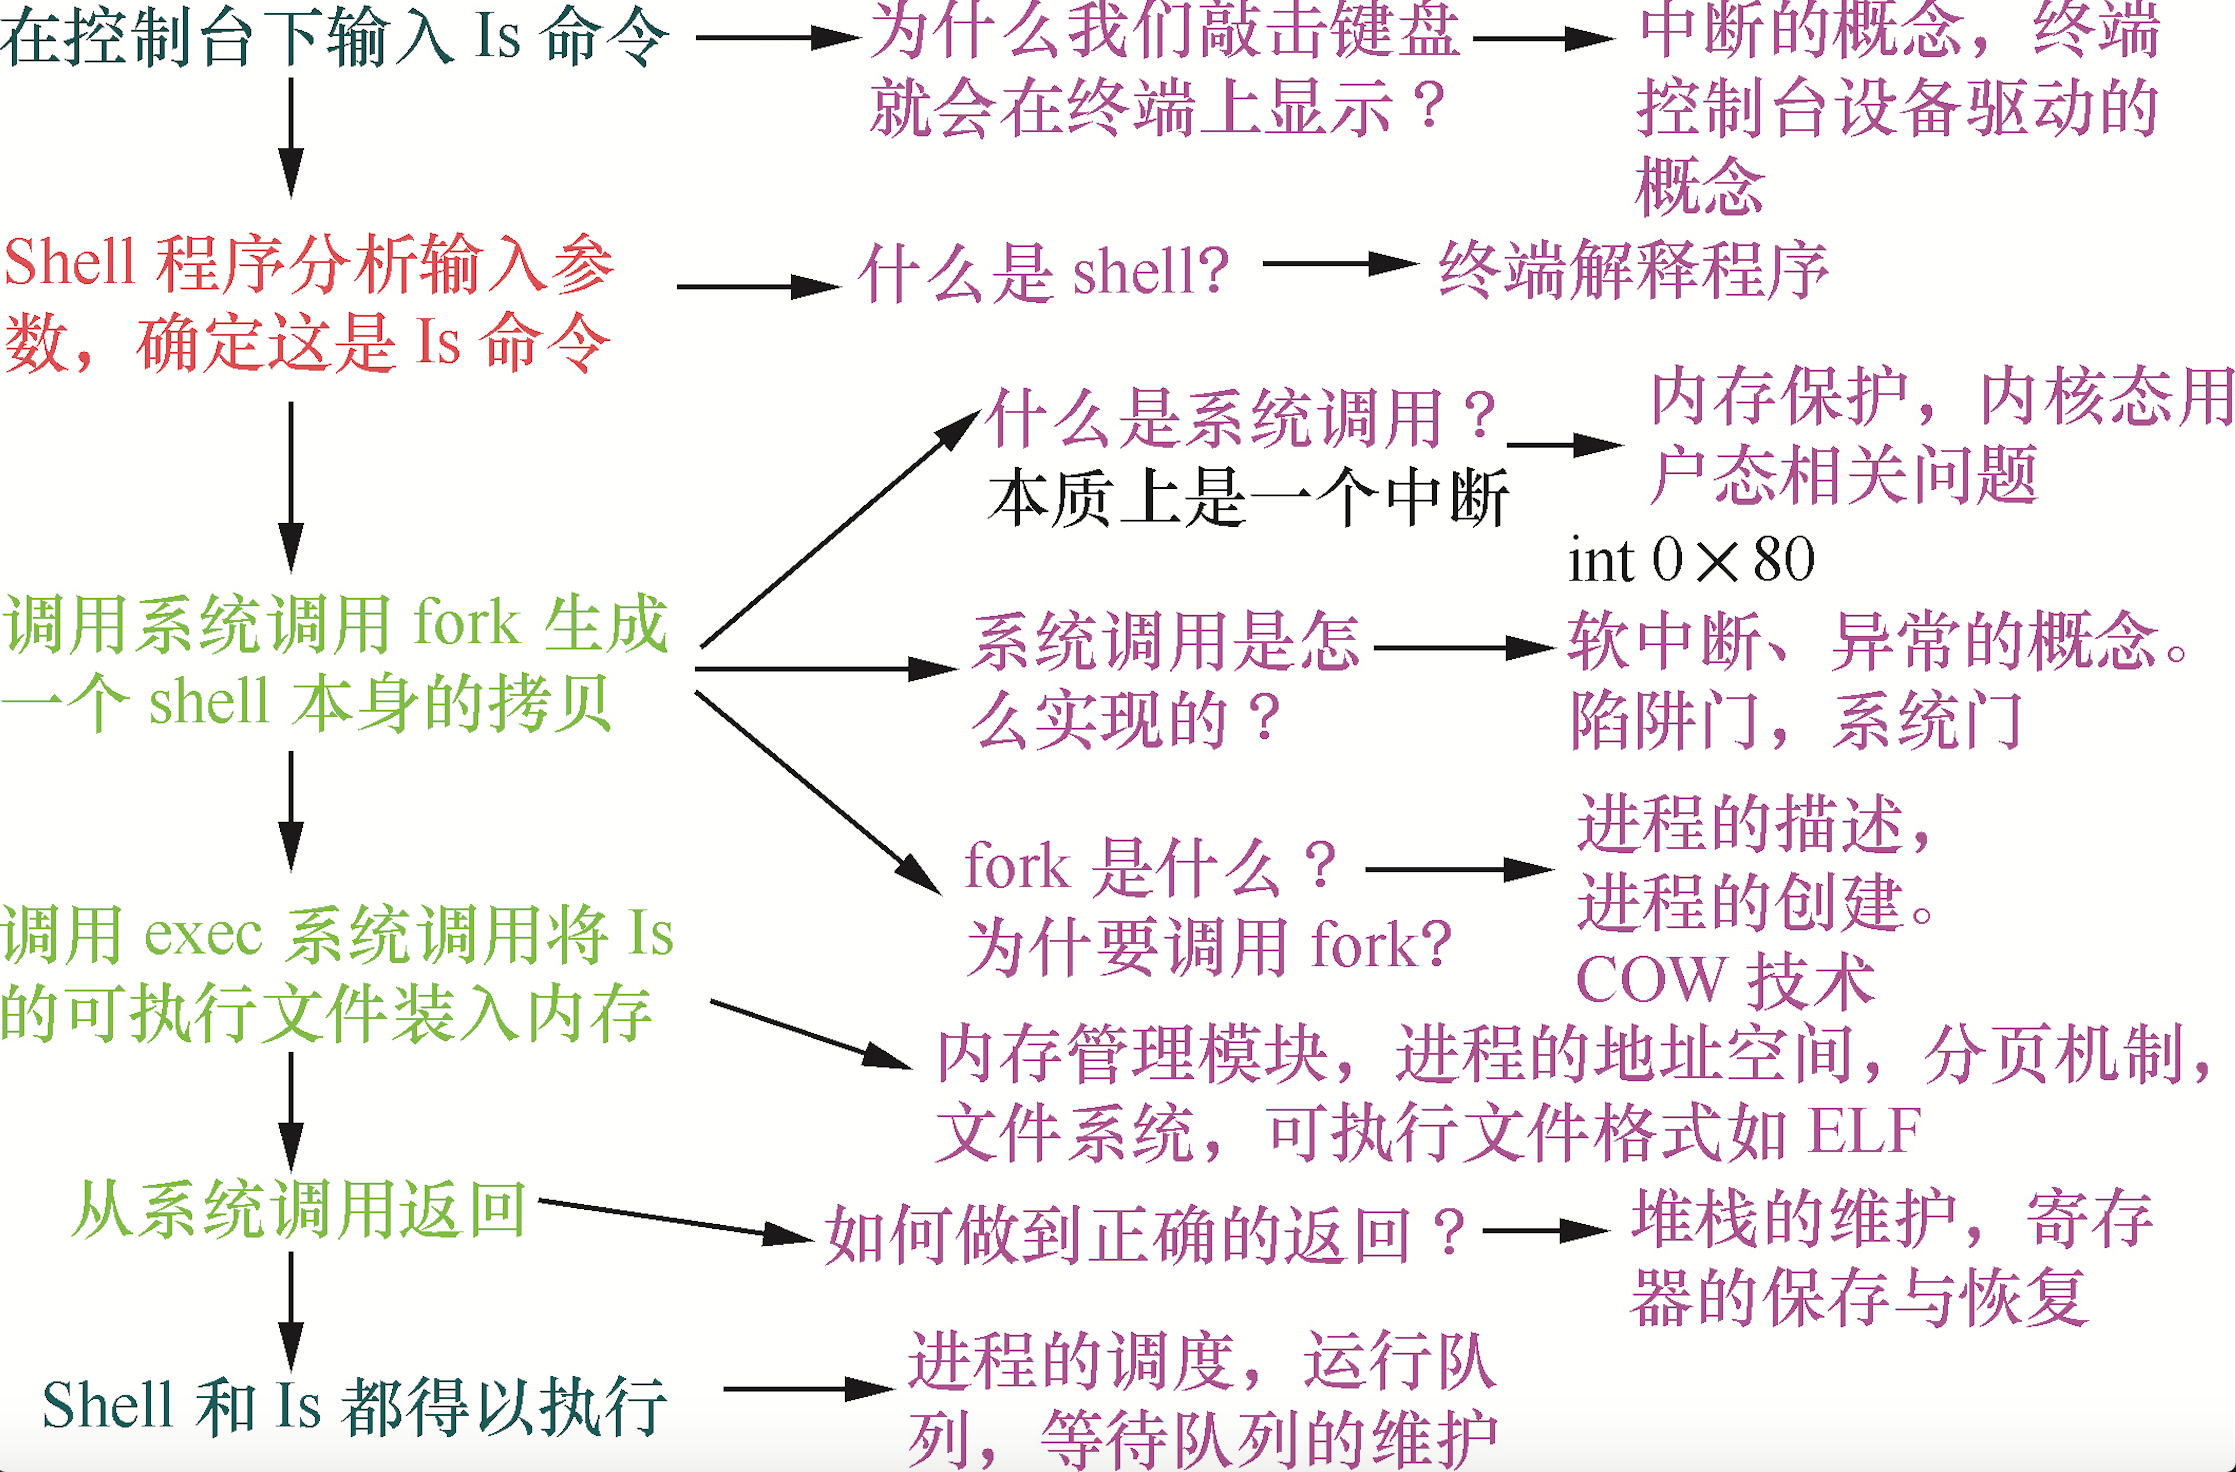 在控制台下输入 Is 命令
为什么我们敲击键盘
就会在终端上显示？
中断的概念，终端
控制台设备驱动的
概念
Shell 程序分析输入参
数，确定这是 Is 命令
什么是 shell?
终端解释程序
什么是系统调用？
本质上是一个中断
内存保护，内核态用
户态相关问题
int 0×80
调用系统调用 fork 生成
一个 shell 本身的拷贝
系统调用是怎
么实现的？
软中断、异常的概念。
陷阱门，系统门
fork 是什么？
为什要调用 fork?
进程的描述，
进程的创建。
COW 技术
调用 exec 系统调用将 Is
的可执行文件装入内存
内存管理模块，进程的地址空间，分页机制，
文件系统，可执行文件格式如 ELF
从系统调用返回
如何做到正确的返回？
堆栈的维护，寄存
器的保存与恢复
Shell 和 Is 都得以执行
进程的调度，运行队
列，等待队列的维护